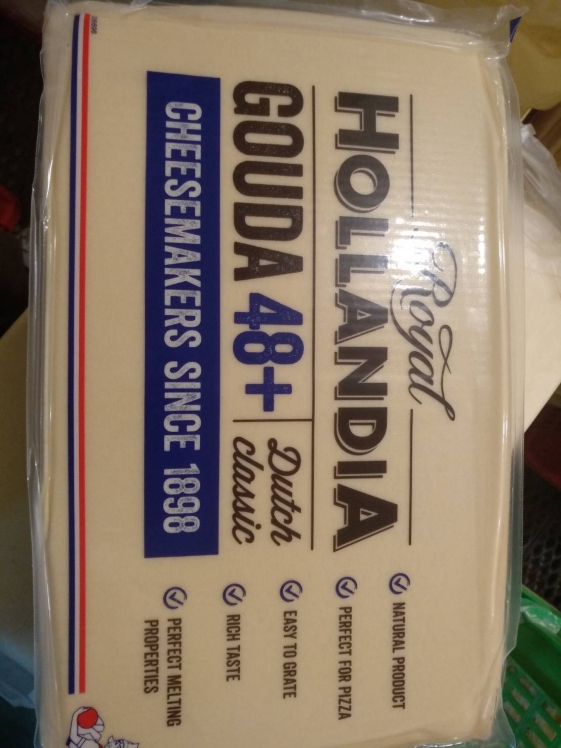 Royal
HOLLANDIA
GOUDA 48+
Dutch
classic
CHEESEMAKERS SINCE 1898
NATURAL PRODUCT
PERFECT FOR PIZZA
EASY TO GRATE
RICH TASTE
PERFECT MELTING
PROPERTIES